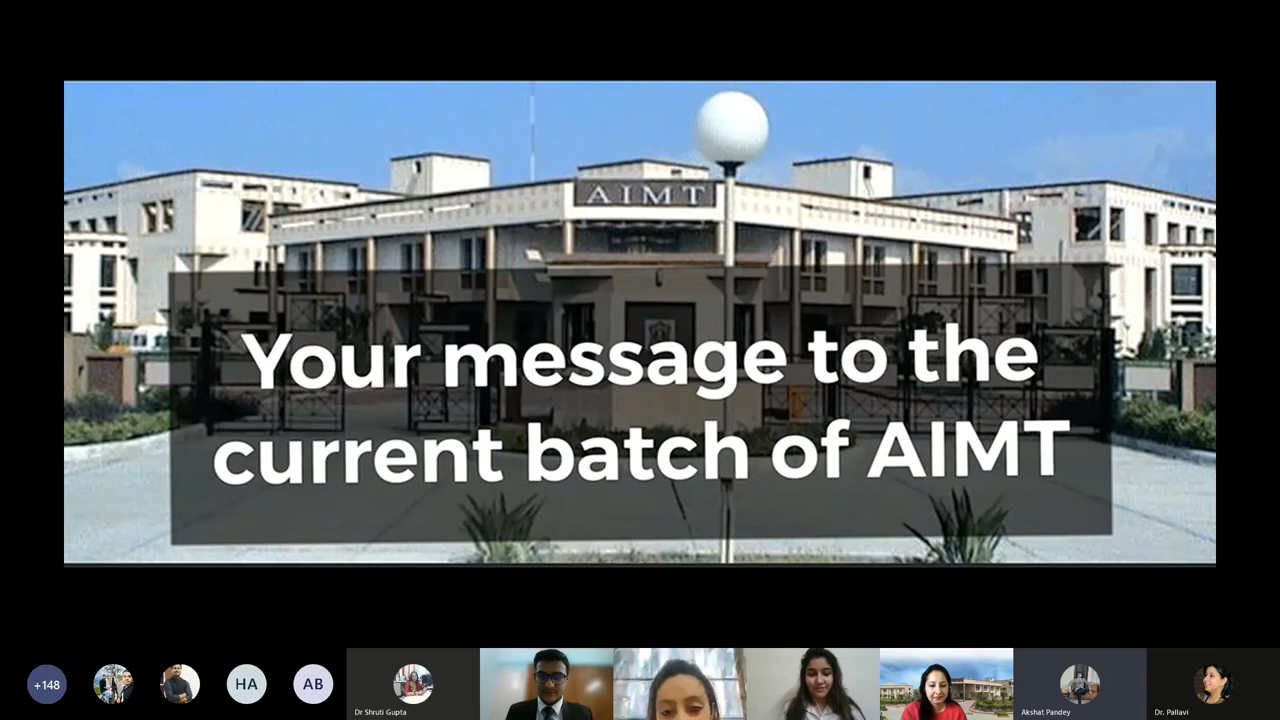 AIMT
Your message to the
current batch of AIMT
+148
HA
AB
Dr Shruti Gupta
Akshat Pandey
Dr. Pallavi